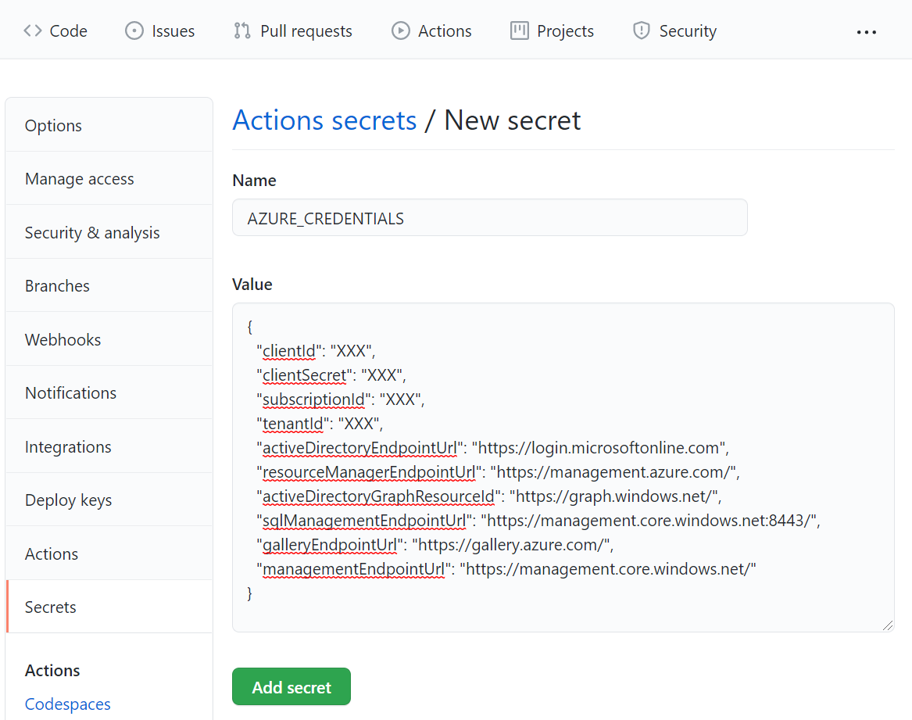 Code Issues Pull requests Actions Projects Security ...
Options
Manage access
Security & analysis
Branches
Webhooks
Notifications
Integrations
Deploy keys
Actions
Secrets
Actions
Codespaces
Actions secrets / New secret
Name
AZURE_CREDENTIALS
Value
{
"clientId": "XXX",
"clientSecret": "XXX",
"subscriptionId": "XXX",
"tenantId": "XXX",
"activeDirectoryEndpointUrl": "https://login.microsoftonline.com",
"resourceManagerEndpointUrl": "https://management.azure.com/",
"activeDirectoryGraphResourceId": "https://graph.windows.net/",
"sqlManagementEndpointUrl": "https://management.core.windows.net:8443/",
"galleryEndpointUrl": "https://gallery.azure.com/",
"managementEndpointUrl": "https://management.core.windows.net/"
}
Add secret